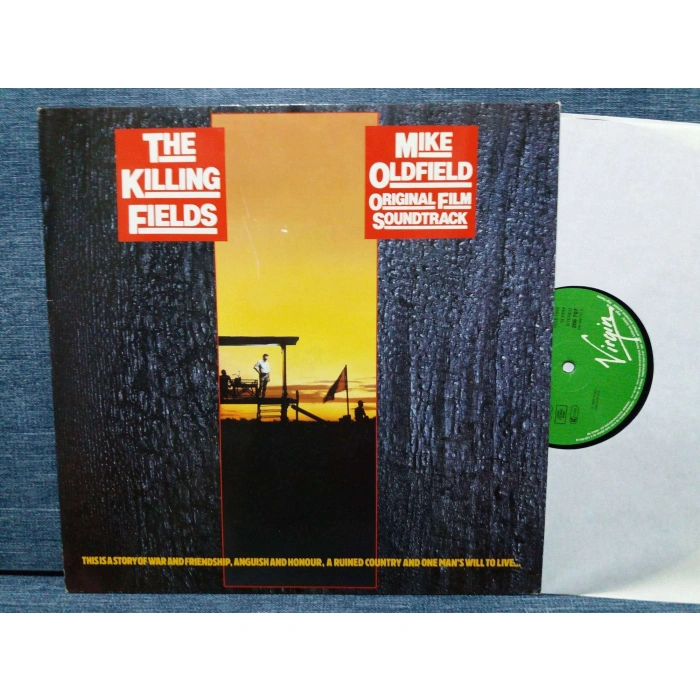 THE
KILLING
FIELDS
MIKE
OLDFIELD
ORIGINAL FILM
SOUNDTRACK
THIS IS A STORY OF WAR AND FRIENDSHIP, ANGUISH AND HONOUR, A RUINED COUNTRY AND ONE MAN'S WILL TO LIVE...
Virgin